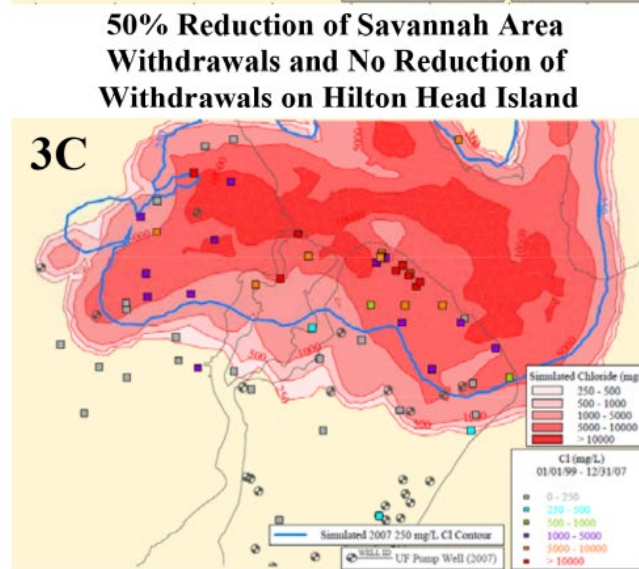 50% Reduction of Savannah Area
Withdrawals and No Reduction of
Withdrawals on Hilton Head Island
3C
500
1000
250
500
1000
Simulated Chloride (mg
250 - 500
500 - 1000
1000 - 5000
5000 - 10000
> 10000
Cl (mg/L)
01/01/99 - 12/31/07
0 - 250
250 - 500
500 - 1000
1000 - 5000
5000 - 10000
> 10000
Simulated 2007 250 mg/L Cl Contour
WELL ID UF Pump Well (2007)